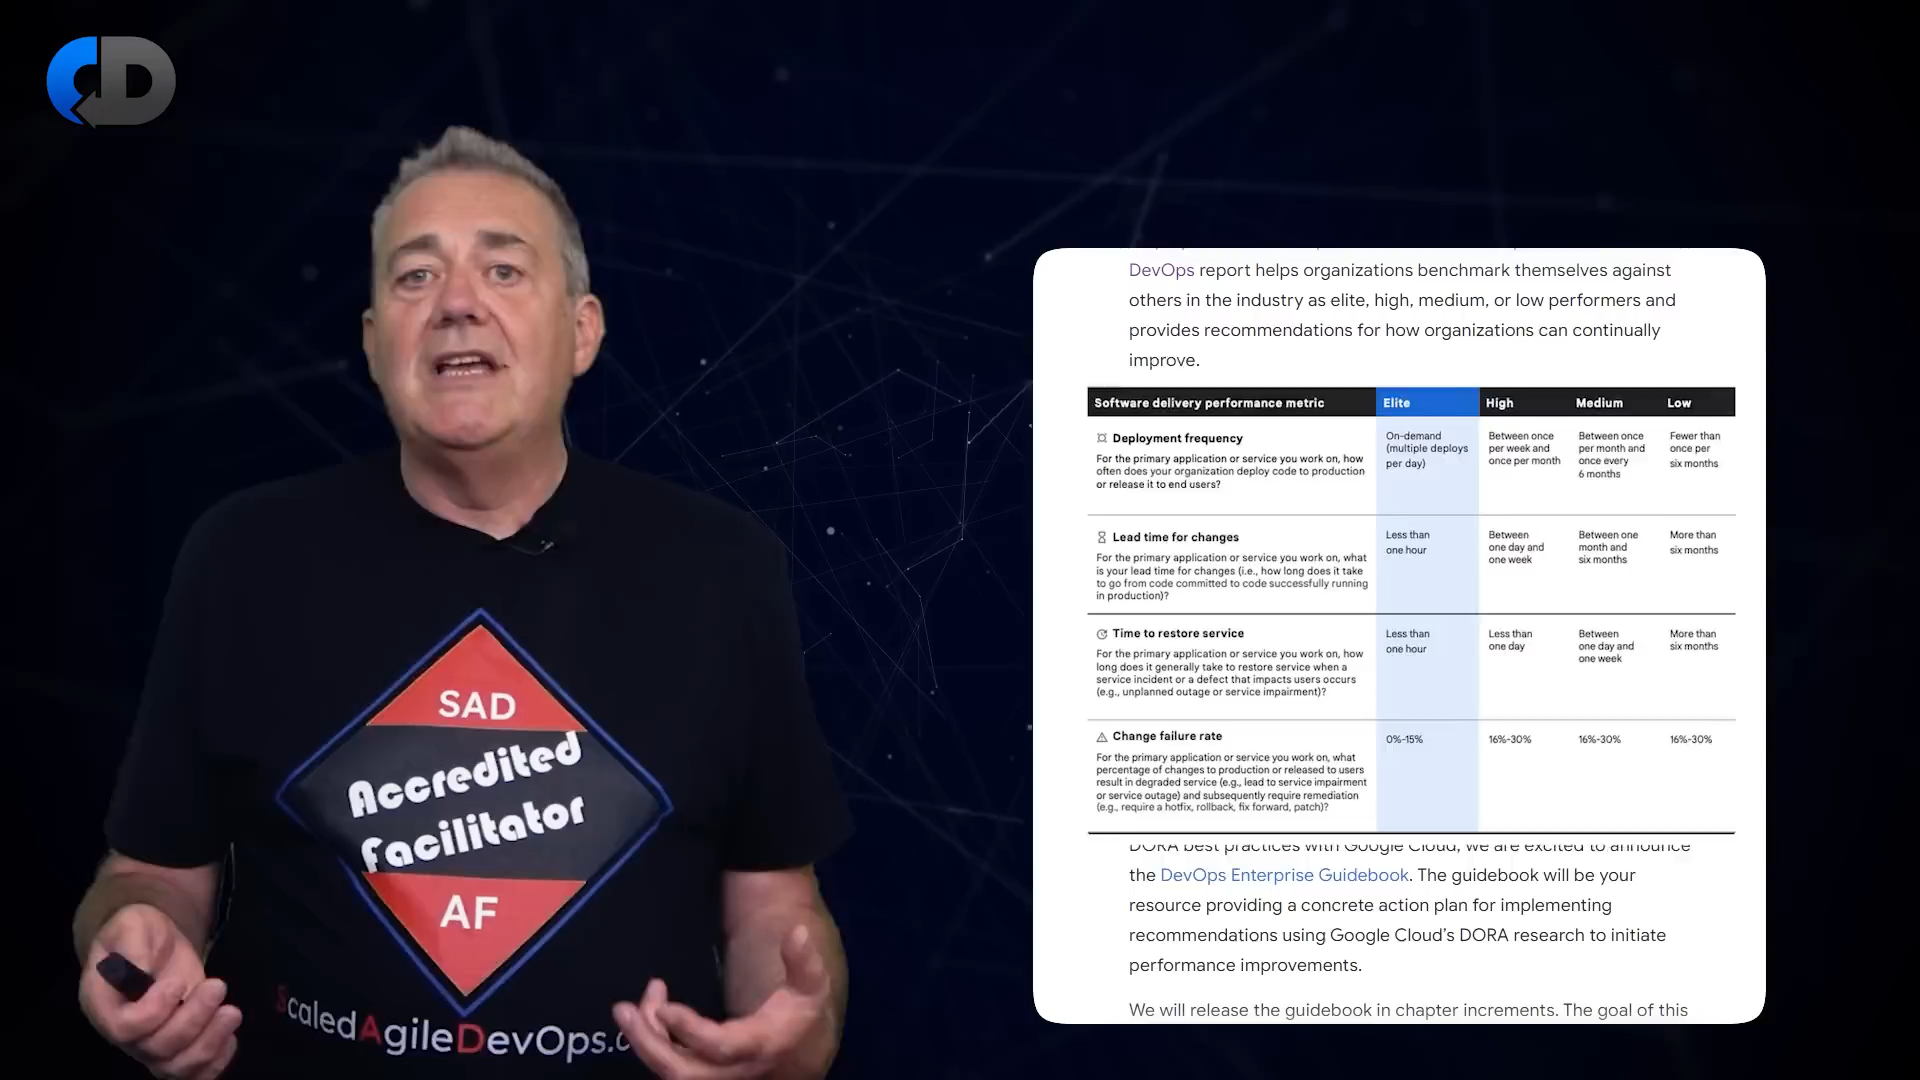 CD
SAD
Accredited
Facilitator
AF
ScaledAgileDevOps.c
DevOps report helps organizations benchmark themselves against
others in the industry as elite, high, medium, or low performers and
provides recommendations for how organizations can continually
improve.
Software delivery performance metric Elite High Medium Low
Deployment frequency
For the primary application or service you work on, how
often does your organization deploy code to production
or release it to end users?
On-demand
(multiple deploys
per day)
Between once
per week and
once per month
Between once
per month and
once every
6 months
Fewer than
once per
six months
Lead time for changes
For the primary application or service you work on, what
is your lead time for changes (i.e., how long does it take
to go from code committed to code successfully running
in production)?
Less than
one hour
Between
one day and
one week
Between one
month and
six months
More than
six months
Time to restore service
For the primary application or service you work on, how
long does it generally take to restore service when a
service incident or a defect that impacts users occurs
(e.g., unplanned outage or service impairment)?
Less than
one hour
Less than
one day
Between
one day and
one week
More than
six months
Change failure rate
For the primary application or service you work on, what
percentage of changes to production or released to users
result in degraded service (e.g., lead to service impairment
or service outage) and subsequently require remediation
(e.g., require a hotfix, rollback, fix forward, patch)?
0%-15%
16%-30%
16%-30%
16%-30%
DORA best practices with Google Cloud, we are excited to announce
the DevOps Enterprise Guidebook. The guidebook will be your
resource providing a concrete action plan for implementing
recommendations using Google Cloud’s DORA research to initiate
performance improvements.
We will release the guidebook in chapter increments. The goal of this